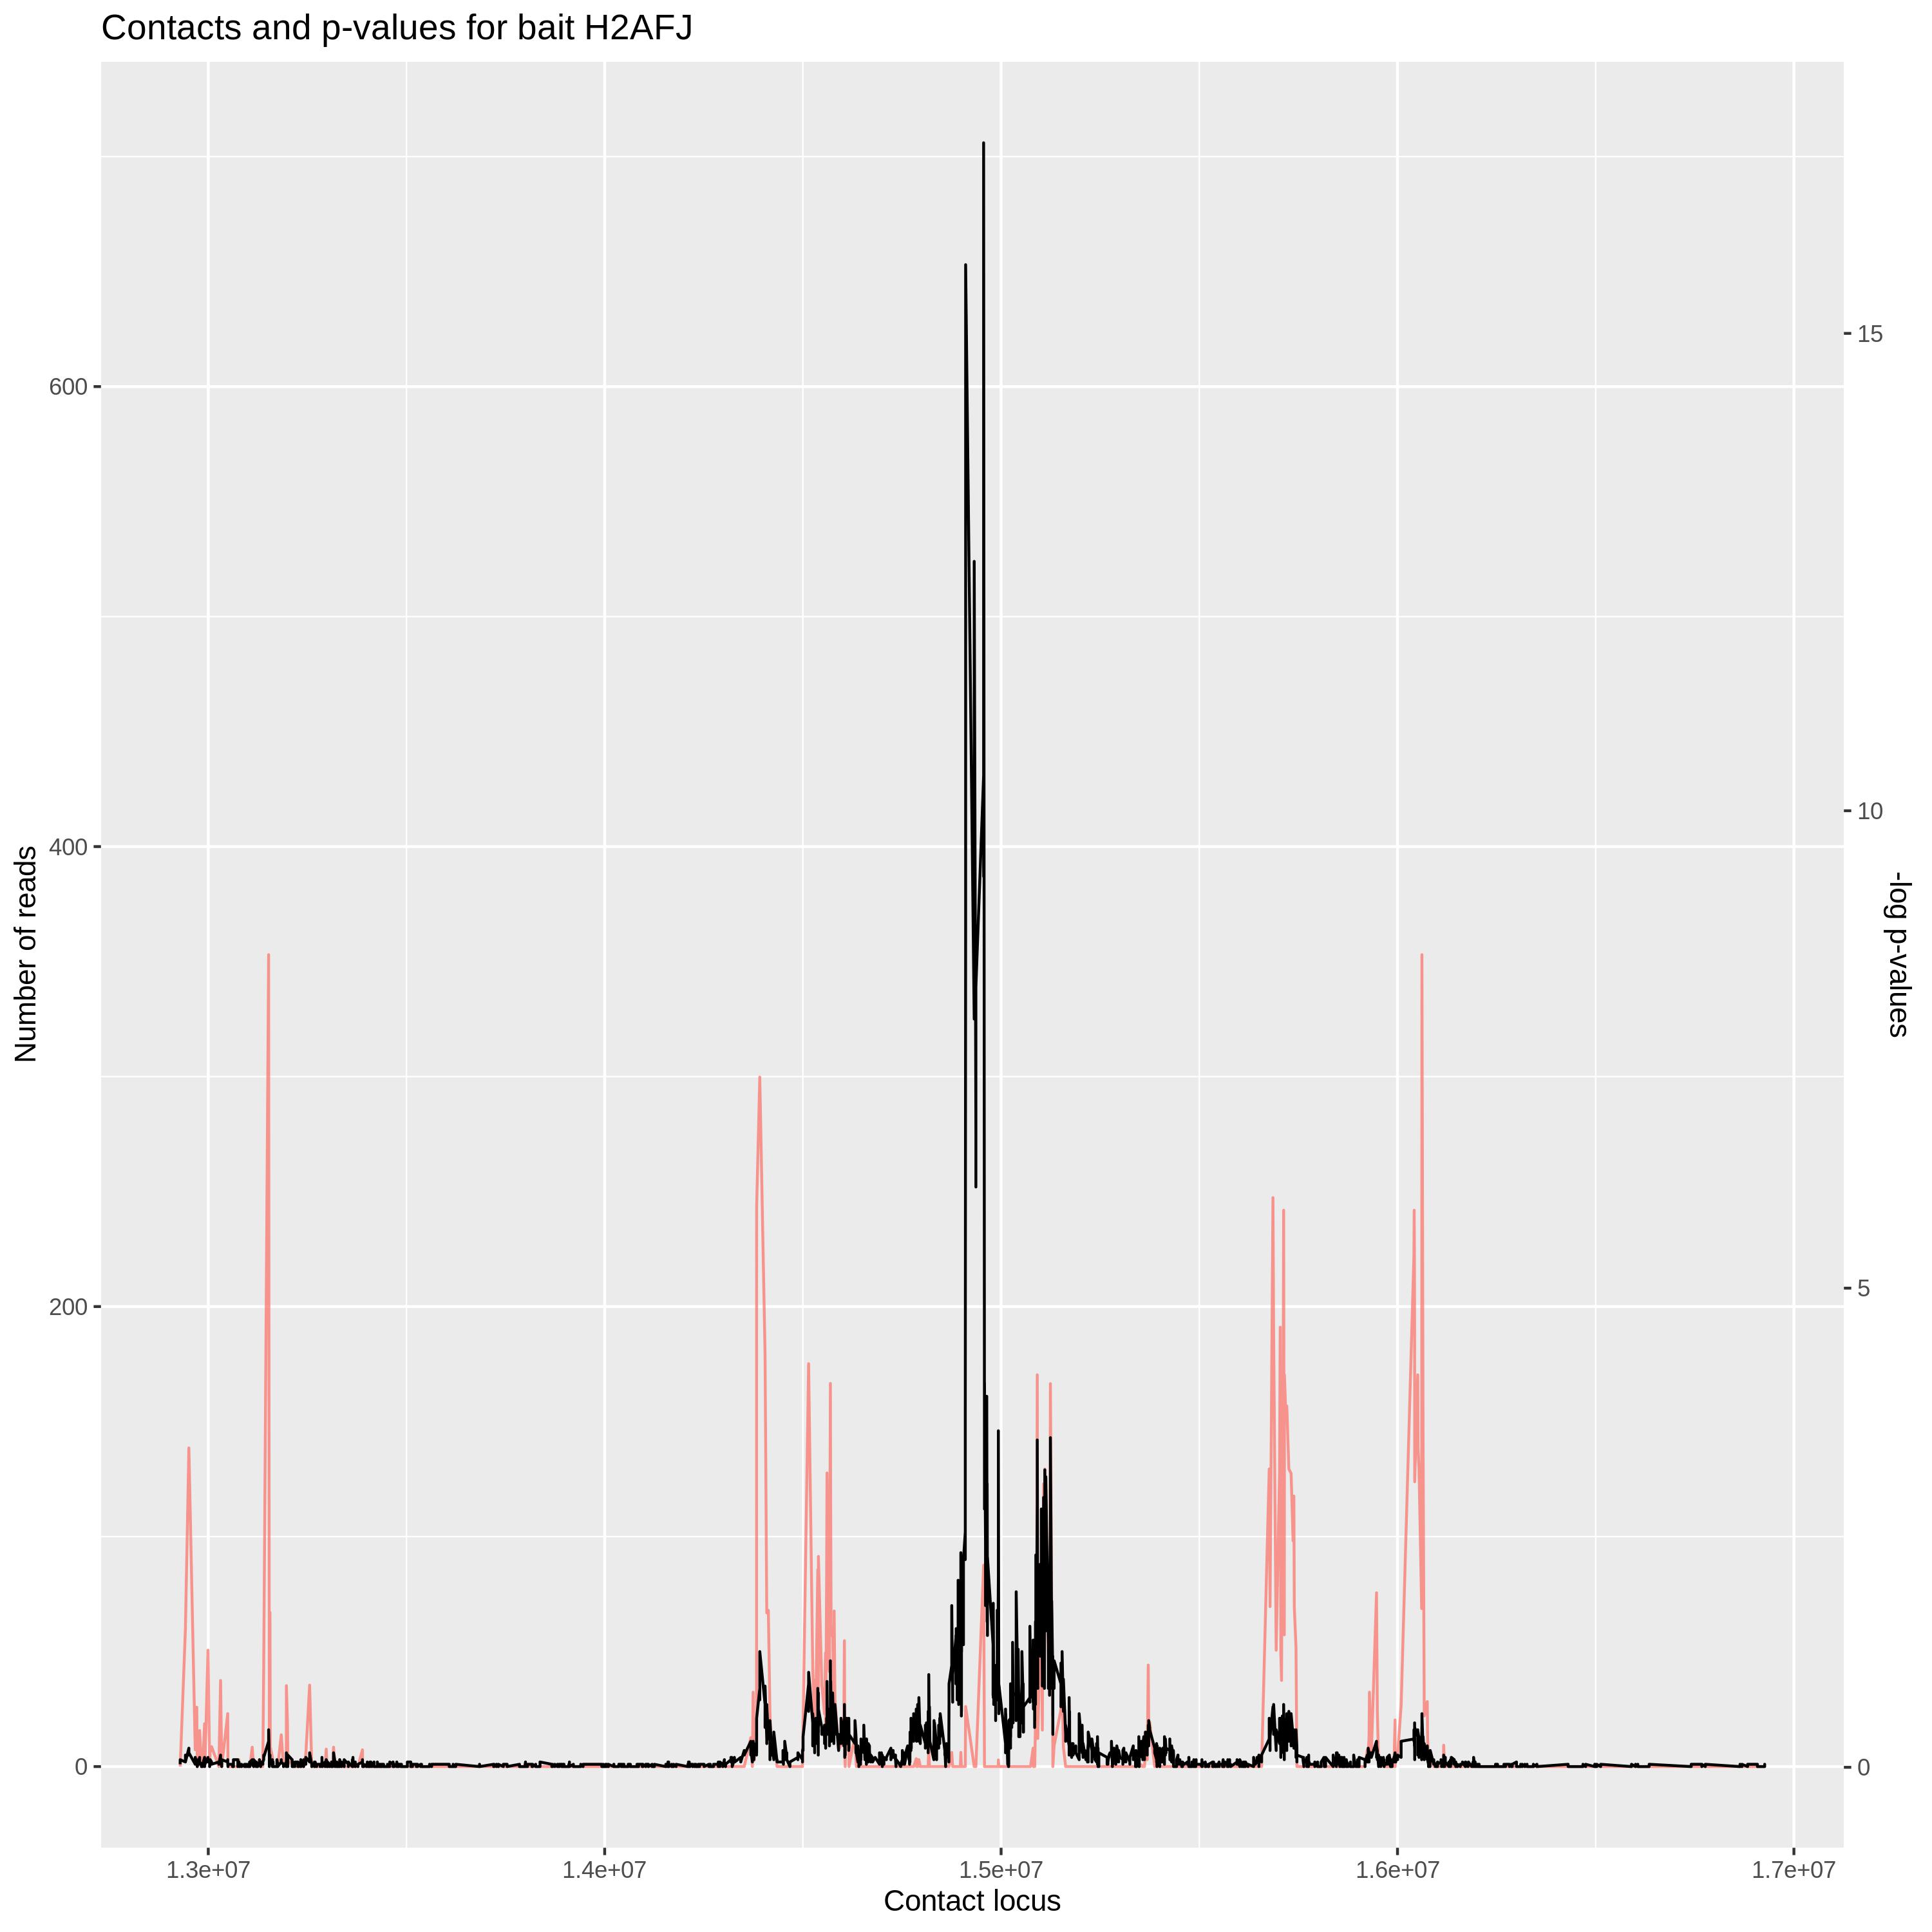 Contacts and p-values for bait H2AFJ
Number of reads
600
400
200
0
15
10
5
0
-log p-values
1.3e+07
1.4e+07
1.5e+07
1.6e+07
1.7e+07
Contact locus